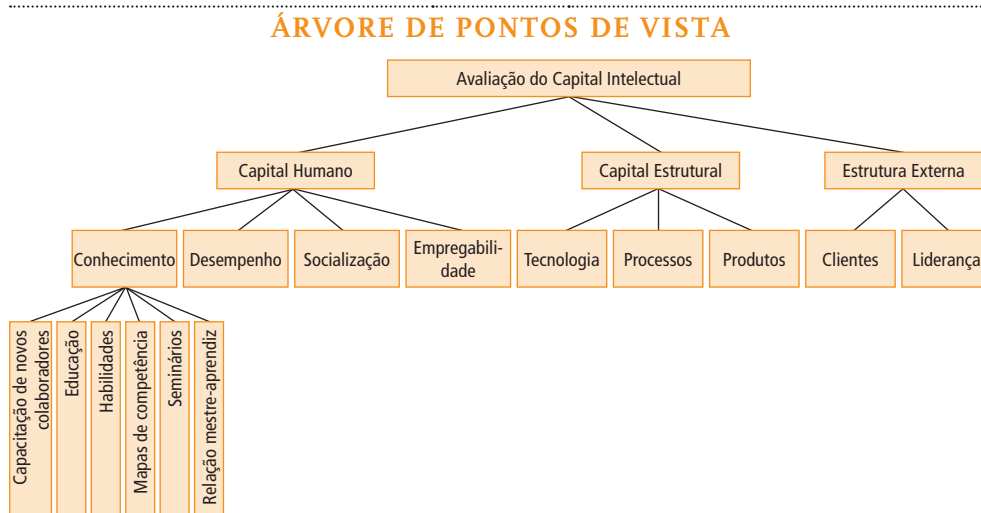 ÁRVORE DE PONTOS DE VISTA
Avaliação do Capital Intelectual
Capital Humano
Capital Estrutural
Estrutura Externa
Conhecimento
Desempenho
Socialização
Empregabili-
dade
Tecnologia
Processos
Produtos
Clientes
Liderança
Capacitação de novos
colaboradores
Educação
Habilidades
Mapas de competência
Seminários
Relação mestre-aprendiz